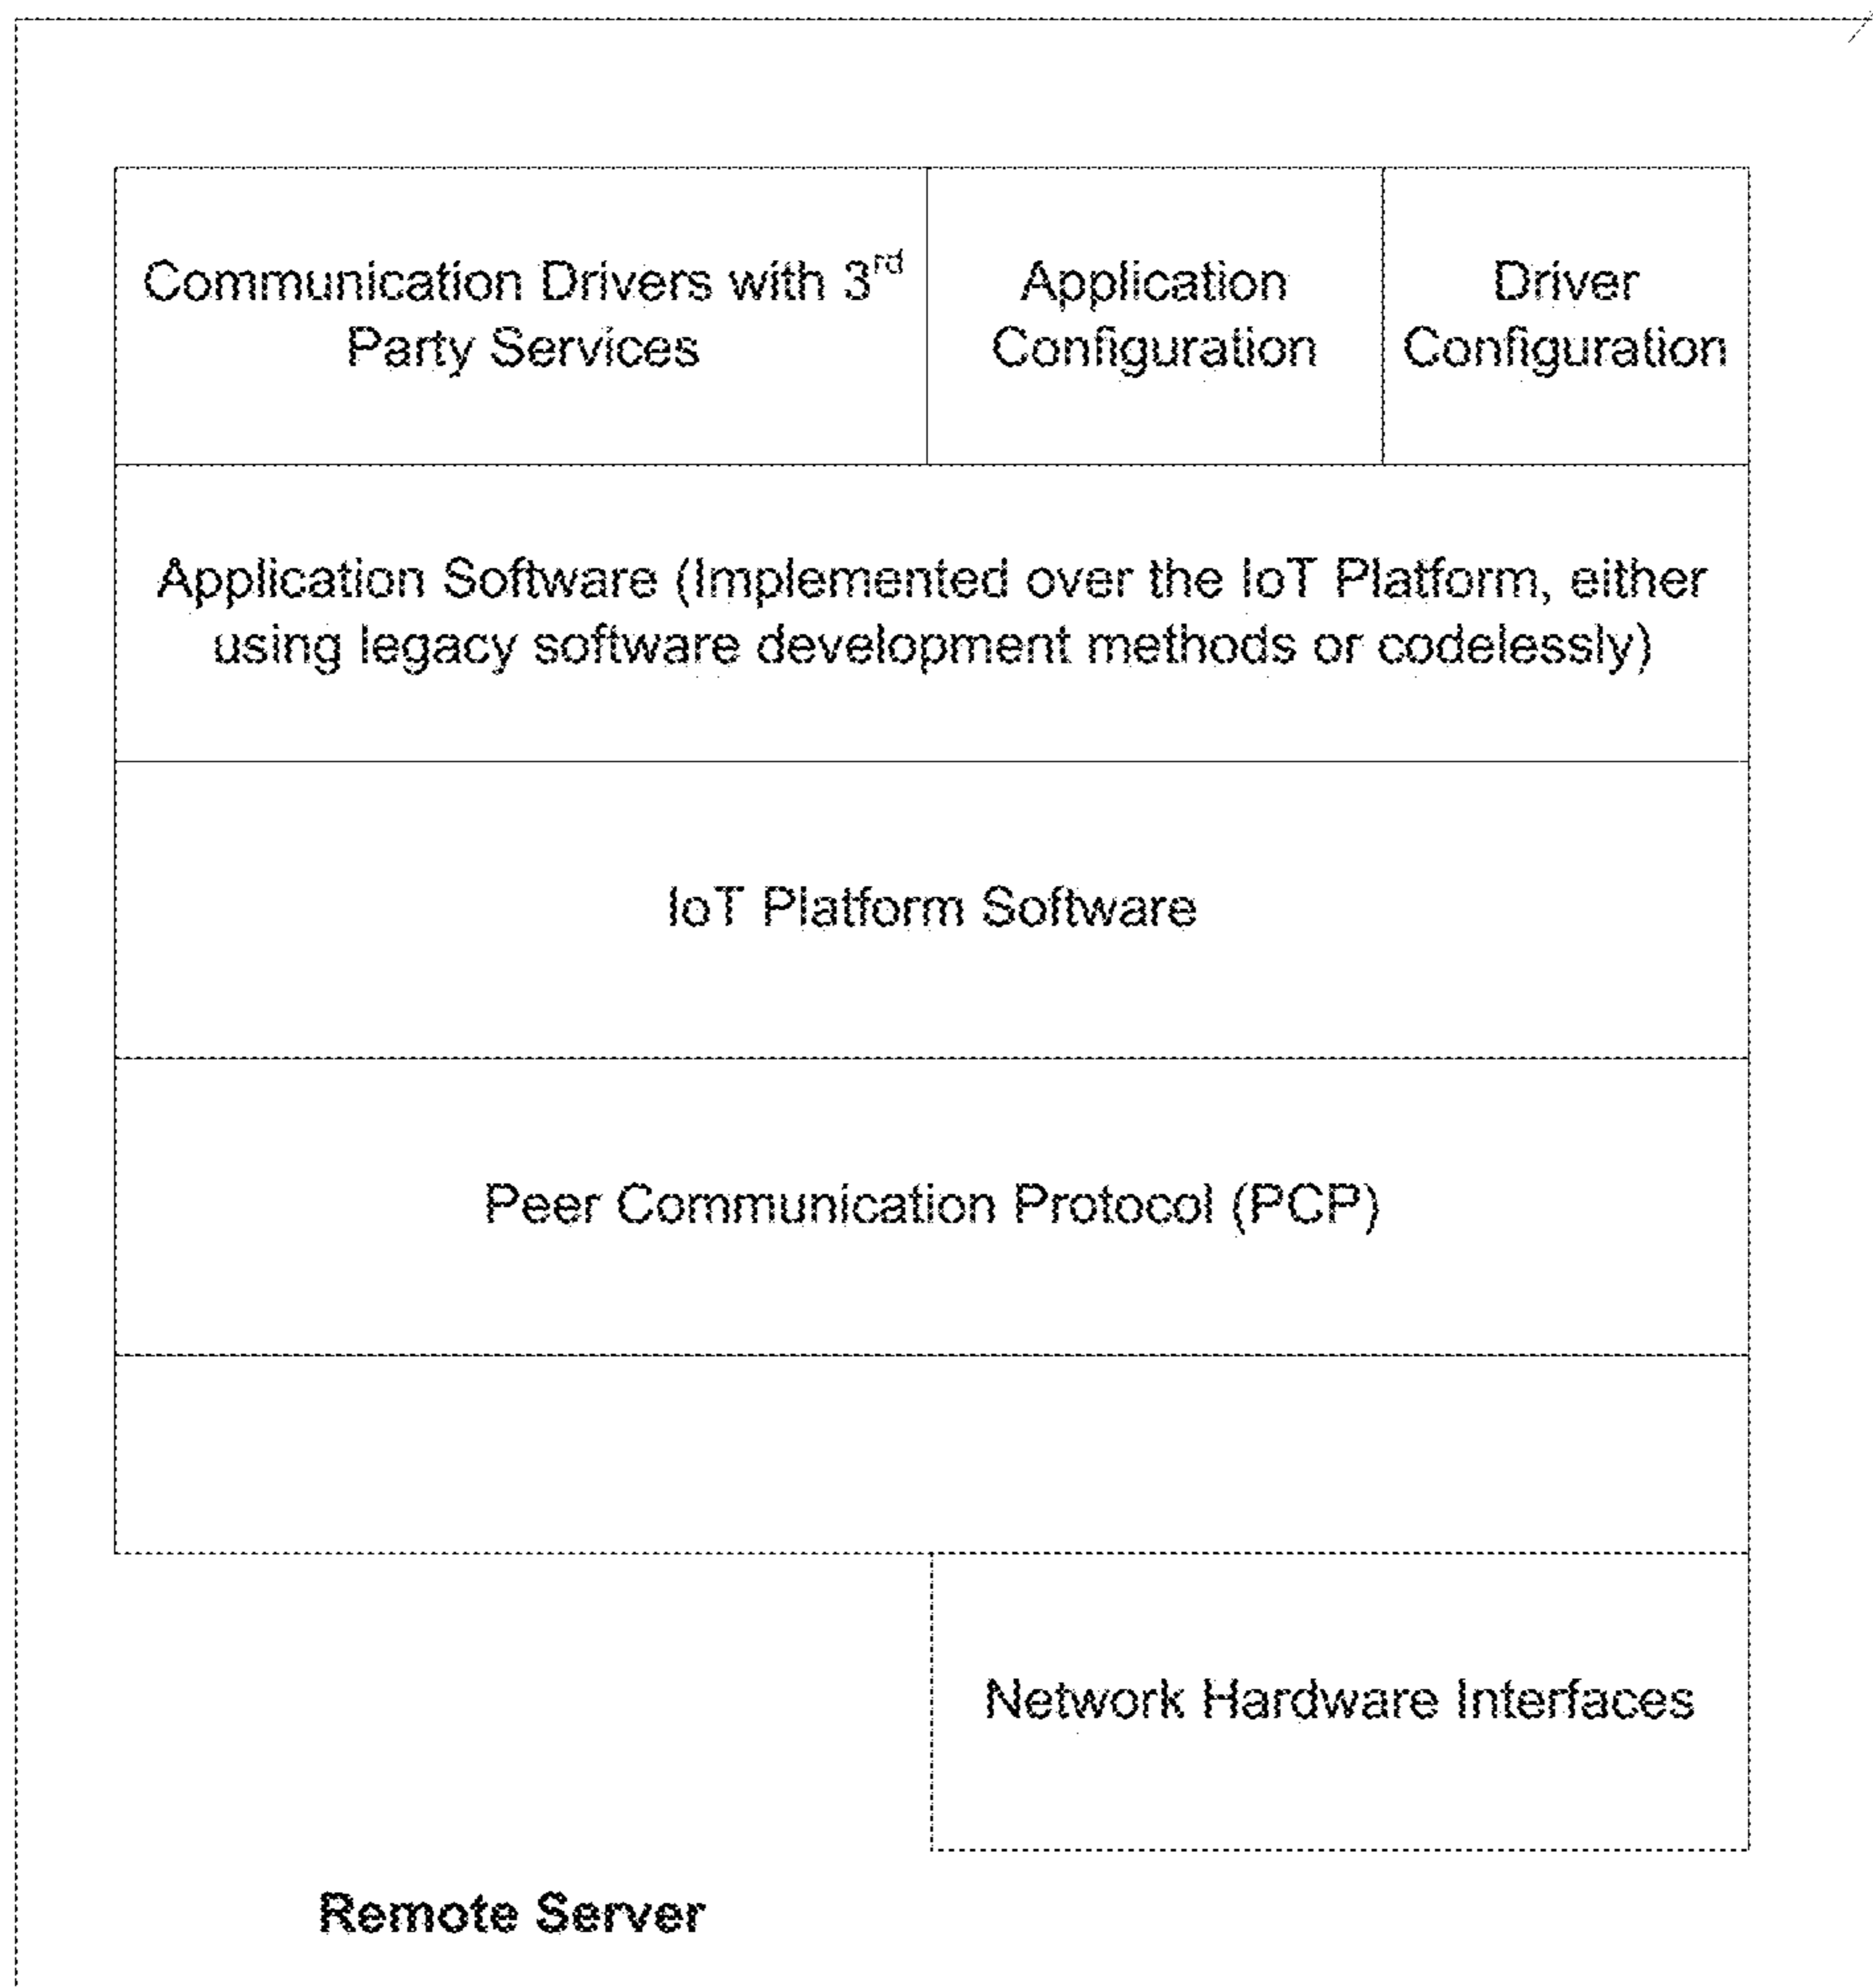 Communication Drivers with 3rd
Party Services
Application
Configuration
Driver
Configuration
Application Software (Implemented over the IoT Platform, either
using legacy software development methods or codelessly)
IoT Platform Software
Peer Communication Protocol (PCP)
Network Hardware Interfaces
Remote Server